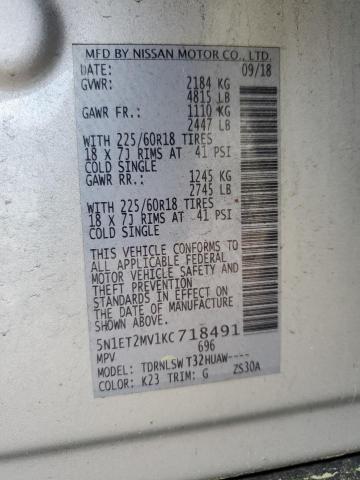 MFD BY NISSAN MOTOR CO., LTD.
DATE: 09/18
GVWR: 2184 KG
4815 LB
GAWR FR.: 1110 KG
2447 LB
WITH 225/60R18 TIRES
18 X 7J RIMS AT 41 PSI
COLD SINGLE
GAWR RR.: 1245 KG
2745 LB
WITH 225/60R18 TIRES
18 X 7J RIMS AT 41 PSI
COLD SINGLE
THIS VEHICLE CONFORMS TO
ALL APPLICABLE FEDERAL
MOTOR VEHICLE SAFETY AND
THEFT PREVENTION
STANDARDS IN EFFECT ON
THE DATE OF MANUFACTURE
SHOWN ABOVE.
5N1ET2MV1KC718491
MPV 696
MODEL: TDRNLSW T32HUAW----
COLOR: K23 TRIM: G ZS30A